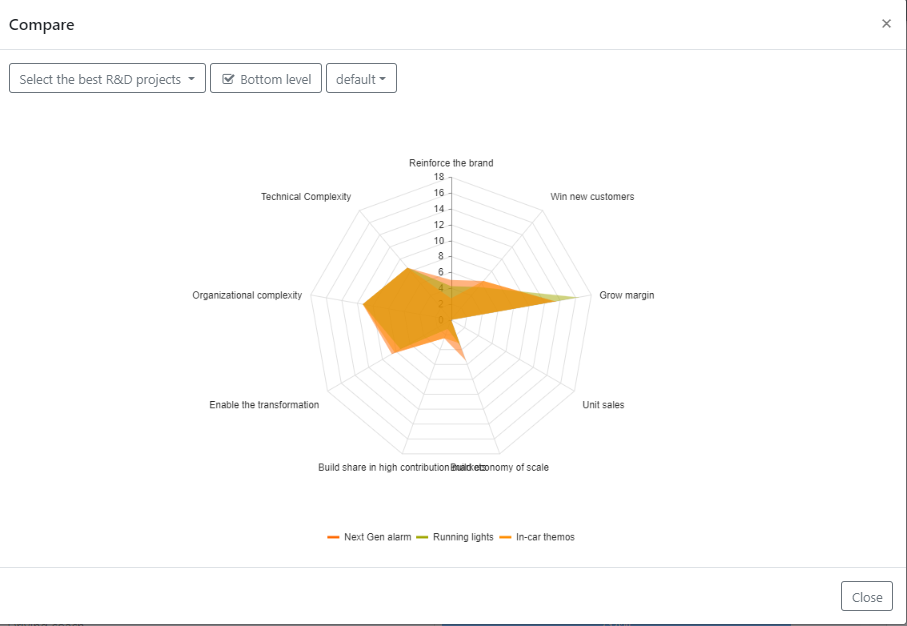 Compare
×
Select the best R&D projects
Bottom level
default
Reinforce the brand
18
16
14
12
10
8
6
4
2
0
Technical Complexity
Win new customers
Organizational complexity
Grow margin
Enable the transformation
Unit sales
Build share in high contribution markets
Build economy of scale
Next Gen alarm
Running lights
In-car themos
Close